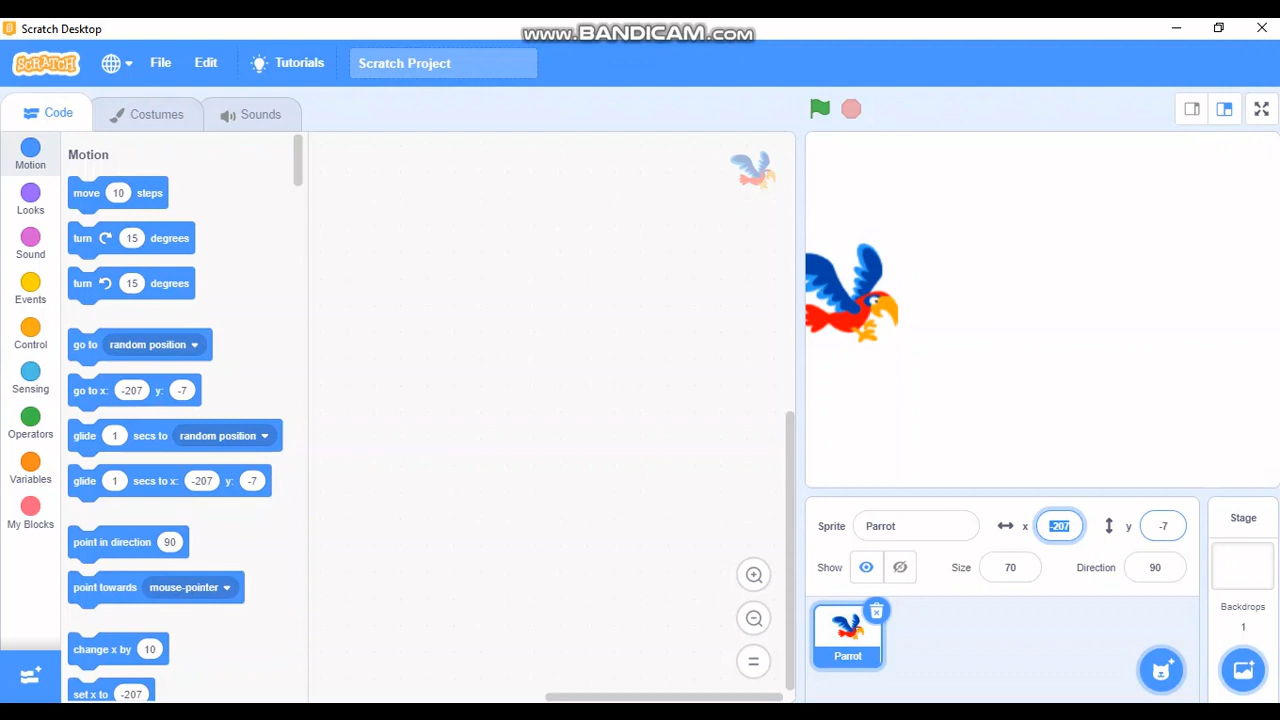 www.BANDICAM.com
Scratch Desktop
SCRATCH
File
Edit
Tutorials
Scratch Project
Code
Costumes
Sounds
Motion
Looks
Sound
Events
Control
Sensing
Operators
Variables
My Blocks
Motion
move 10 steps
turn 15 degrees
turn 15 degrees
go to random position
go to x: -207 y: -7
glide 1 secs to random position
glide 1 secs to x: -207 y: -7
point in direction 90
point towards mouse-pointer
change x by 10
set x to -207
Sprite Parrot x -207 y -7
Show Size 70 Direction 90
Parrot
Stage
Backdrops
1